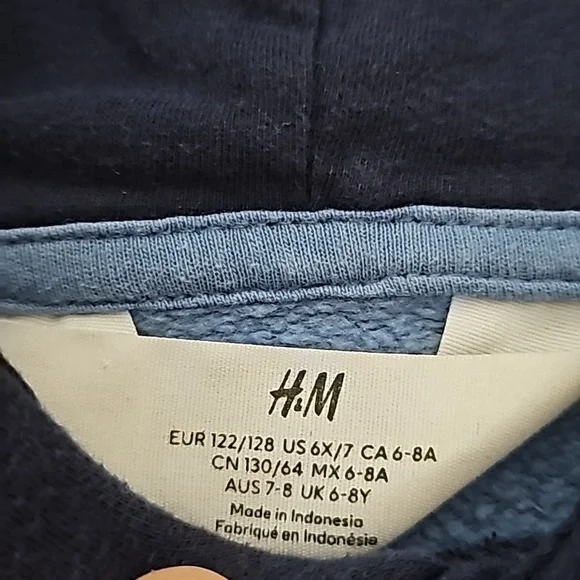 H&M
EUR 122/128 US 6X/7 CA 6-8A
CN 130/64 MX 6-8A
AUS 7-8 UK 6-8Y
Made in Indonesia
Fabriqué en Indonésie